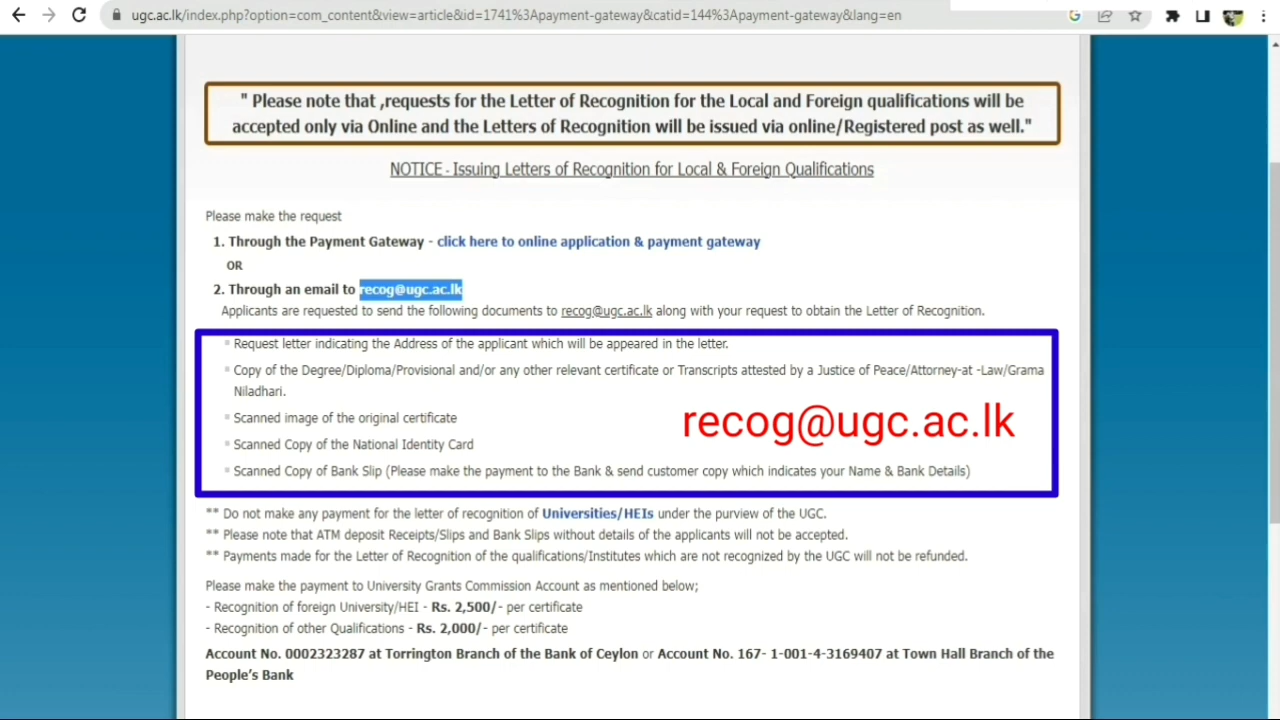 ugc.ac.lk/index.php?option=com_content&view=article&id=1741%3Apayment-gateway&catid=144%3Apayment-gateway&lang=en
" Please note that ,requests for the Letter of Recognition for the Local and Foreign qualifications will be
accepted only via Online and the Letters of Recognition will be issued via online/Registered post as well."
NOTICE - Issuing Letters of Recognition for Local & Foreign Qualifications
Please make the request
1. Through the Payment Gateway - click here to online application & payment gateway
OR
2. Through an email to recog@ugc.ac.lk
Applicants are requested to send the following documents to recog@ugc.ac.lk along with your request to obtain the Letter of Recognition.
Request letter indicating the Address of the applicant which will be appeared in the letter.
Copy of the Degree/Diploma/Provisional and/or any other relevant certificate or Transcripts attested by a Justice of Peace/Attorney-at -Law/Grama
Niladhari.
Scanned image of the original certificate
recog@ugc.ac.lk
Scanned Copy of the National Identity Card
Scanned Copy of Bank Slip (Please make the payment to the Bank & send customer copy which indicates your Name & Bank Details)
** Do not make any payment for the letter of recognition of Universities/HEIs under the purview of the UGC.
** Please note that ATM deposit Receipts/Slips and Bank Slips without details of the applicants will not be accepted.
** Payments made for the Letter of Recognition of the qualifications/Institutes which are not recognized by the UGC will not be refunded.
Please make the payment to University Grants Commission Account as mentioned below;
- Recognition of foreign University/HEI - Rs. 2,500/- per certificate
- Recognition of other Qualifications - Rs. 2,000/- per certificate
Account No. 0002323287 at Torrington Branch of the Bank of Ceylon or Account No. 167- 1-001-4-3169407 at Town Hall Branch of the
People's Bank